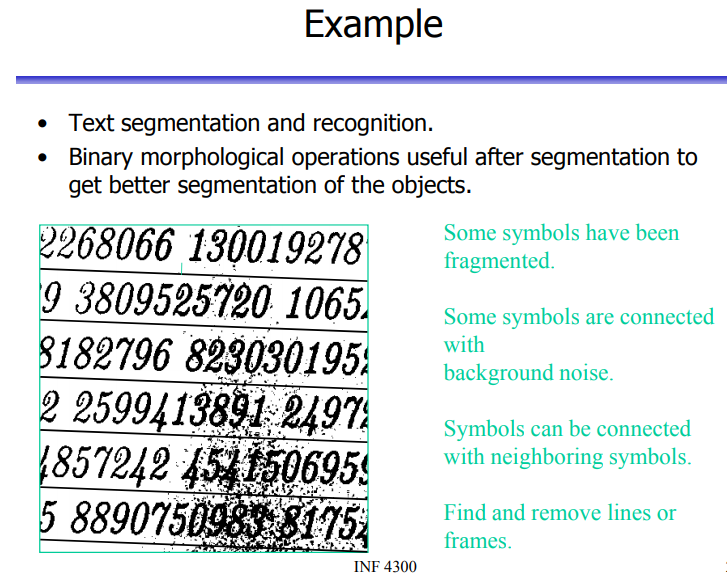 Example
• Text segmentation and recognition.
• Binary morphological operations useful after segmentation to
get better segmentation of the objects.
2268066 130019278
9 3809525720 1065
8182796 823030195
2 2599413891 2497
4857242 4541506959
5 8890750983 8175
Some symbols have been
fragmented.
Some symbols are connected
with
background noise.
Symbols can be connected
with neighboring symbols.
Find and remove lines or
frames.
INF 4300